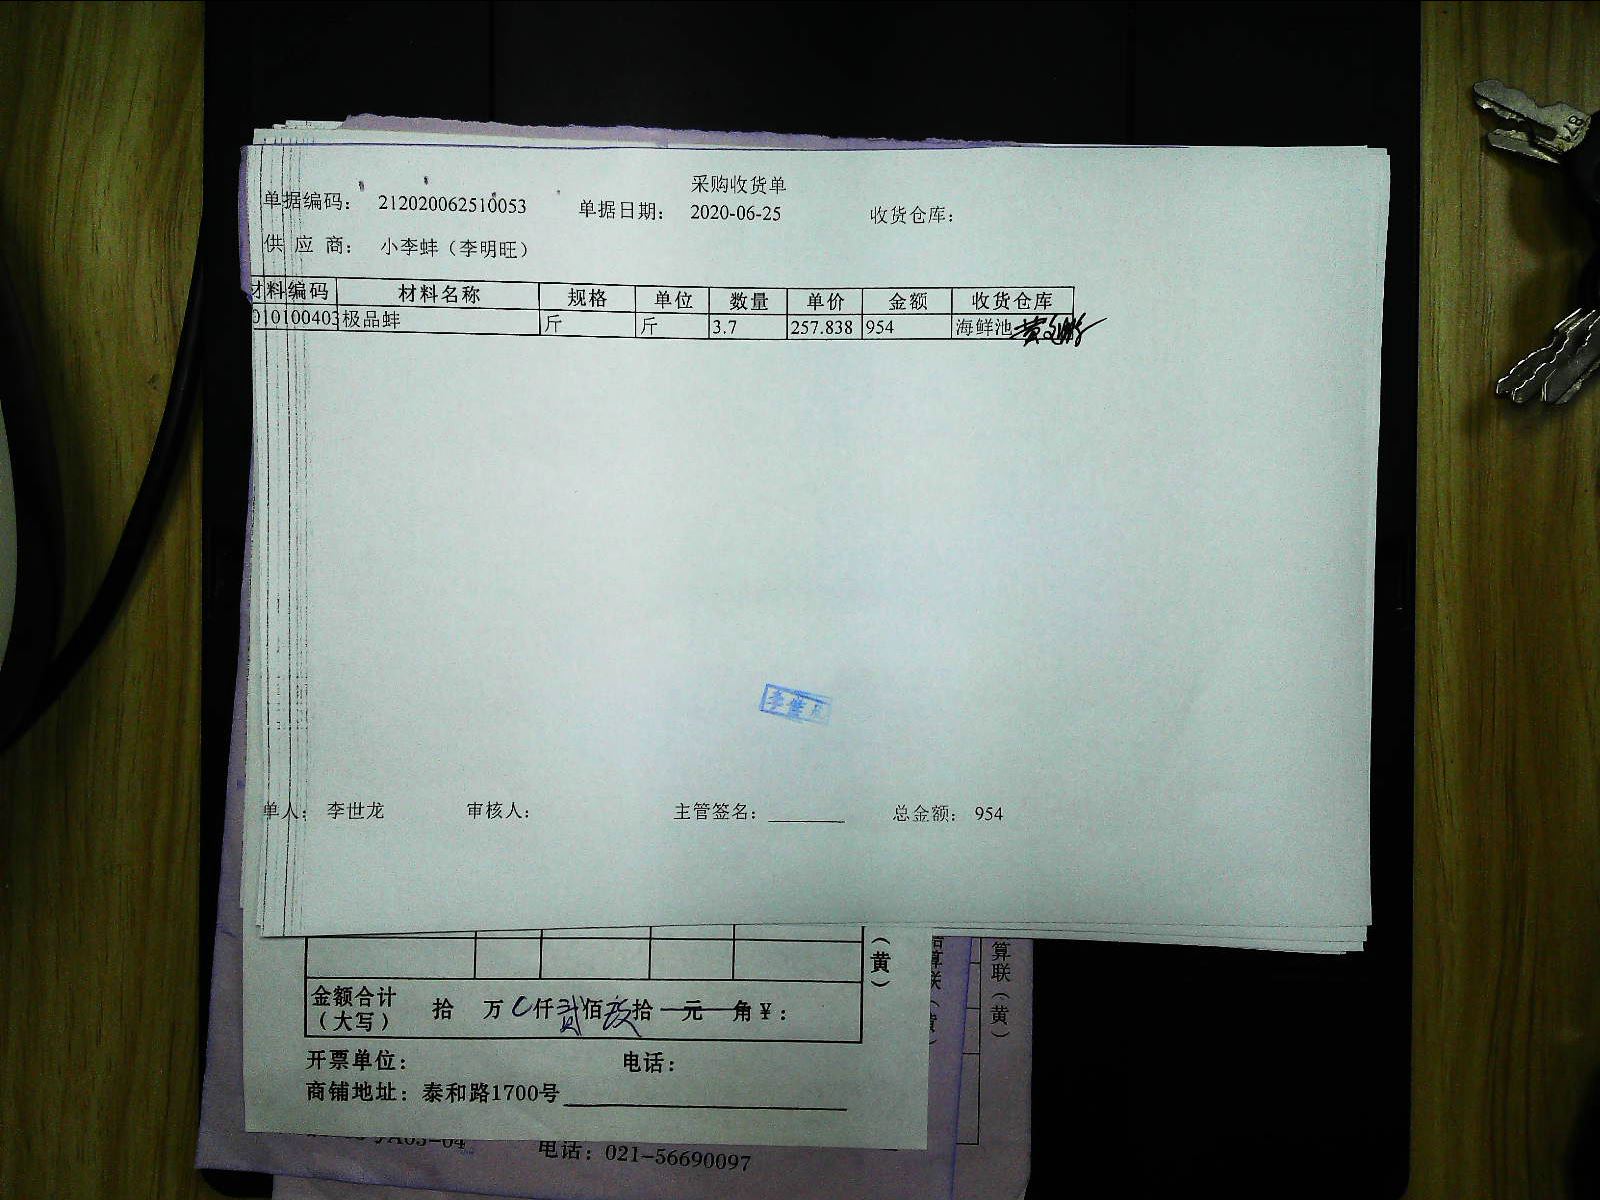 采购收货单
单据编码: 212020062510053 单据日期: 2020-06-25 收货仓库:
供应商: 小李蚌（李明旺）
材料编码 材料名称 规格 单位 数量 单价 金额 收货仓库
010100403 极品蚌 斤 斤 3.7 257.838 954 海鲜池
单人: 李世龙 审核人: 主管签名: 总金额: 954
（黄）
算联（黄）
金额合计（大写） 拾 万 仟贰佰玖拾 元 角 ¥:
开票单位: 电话:
商铺地址: 泰和路1700号
电话: 021-56690097